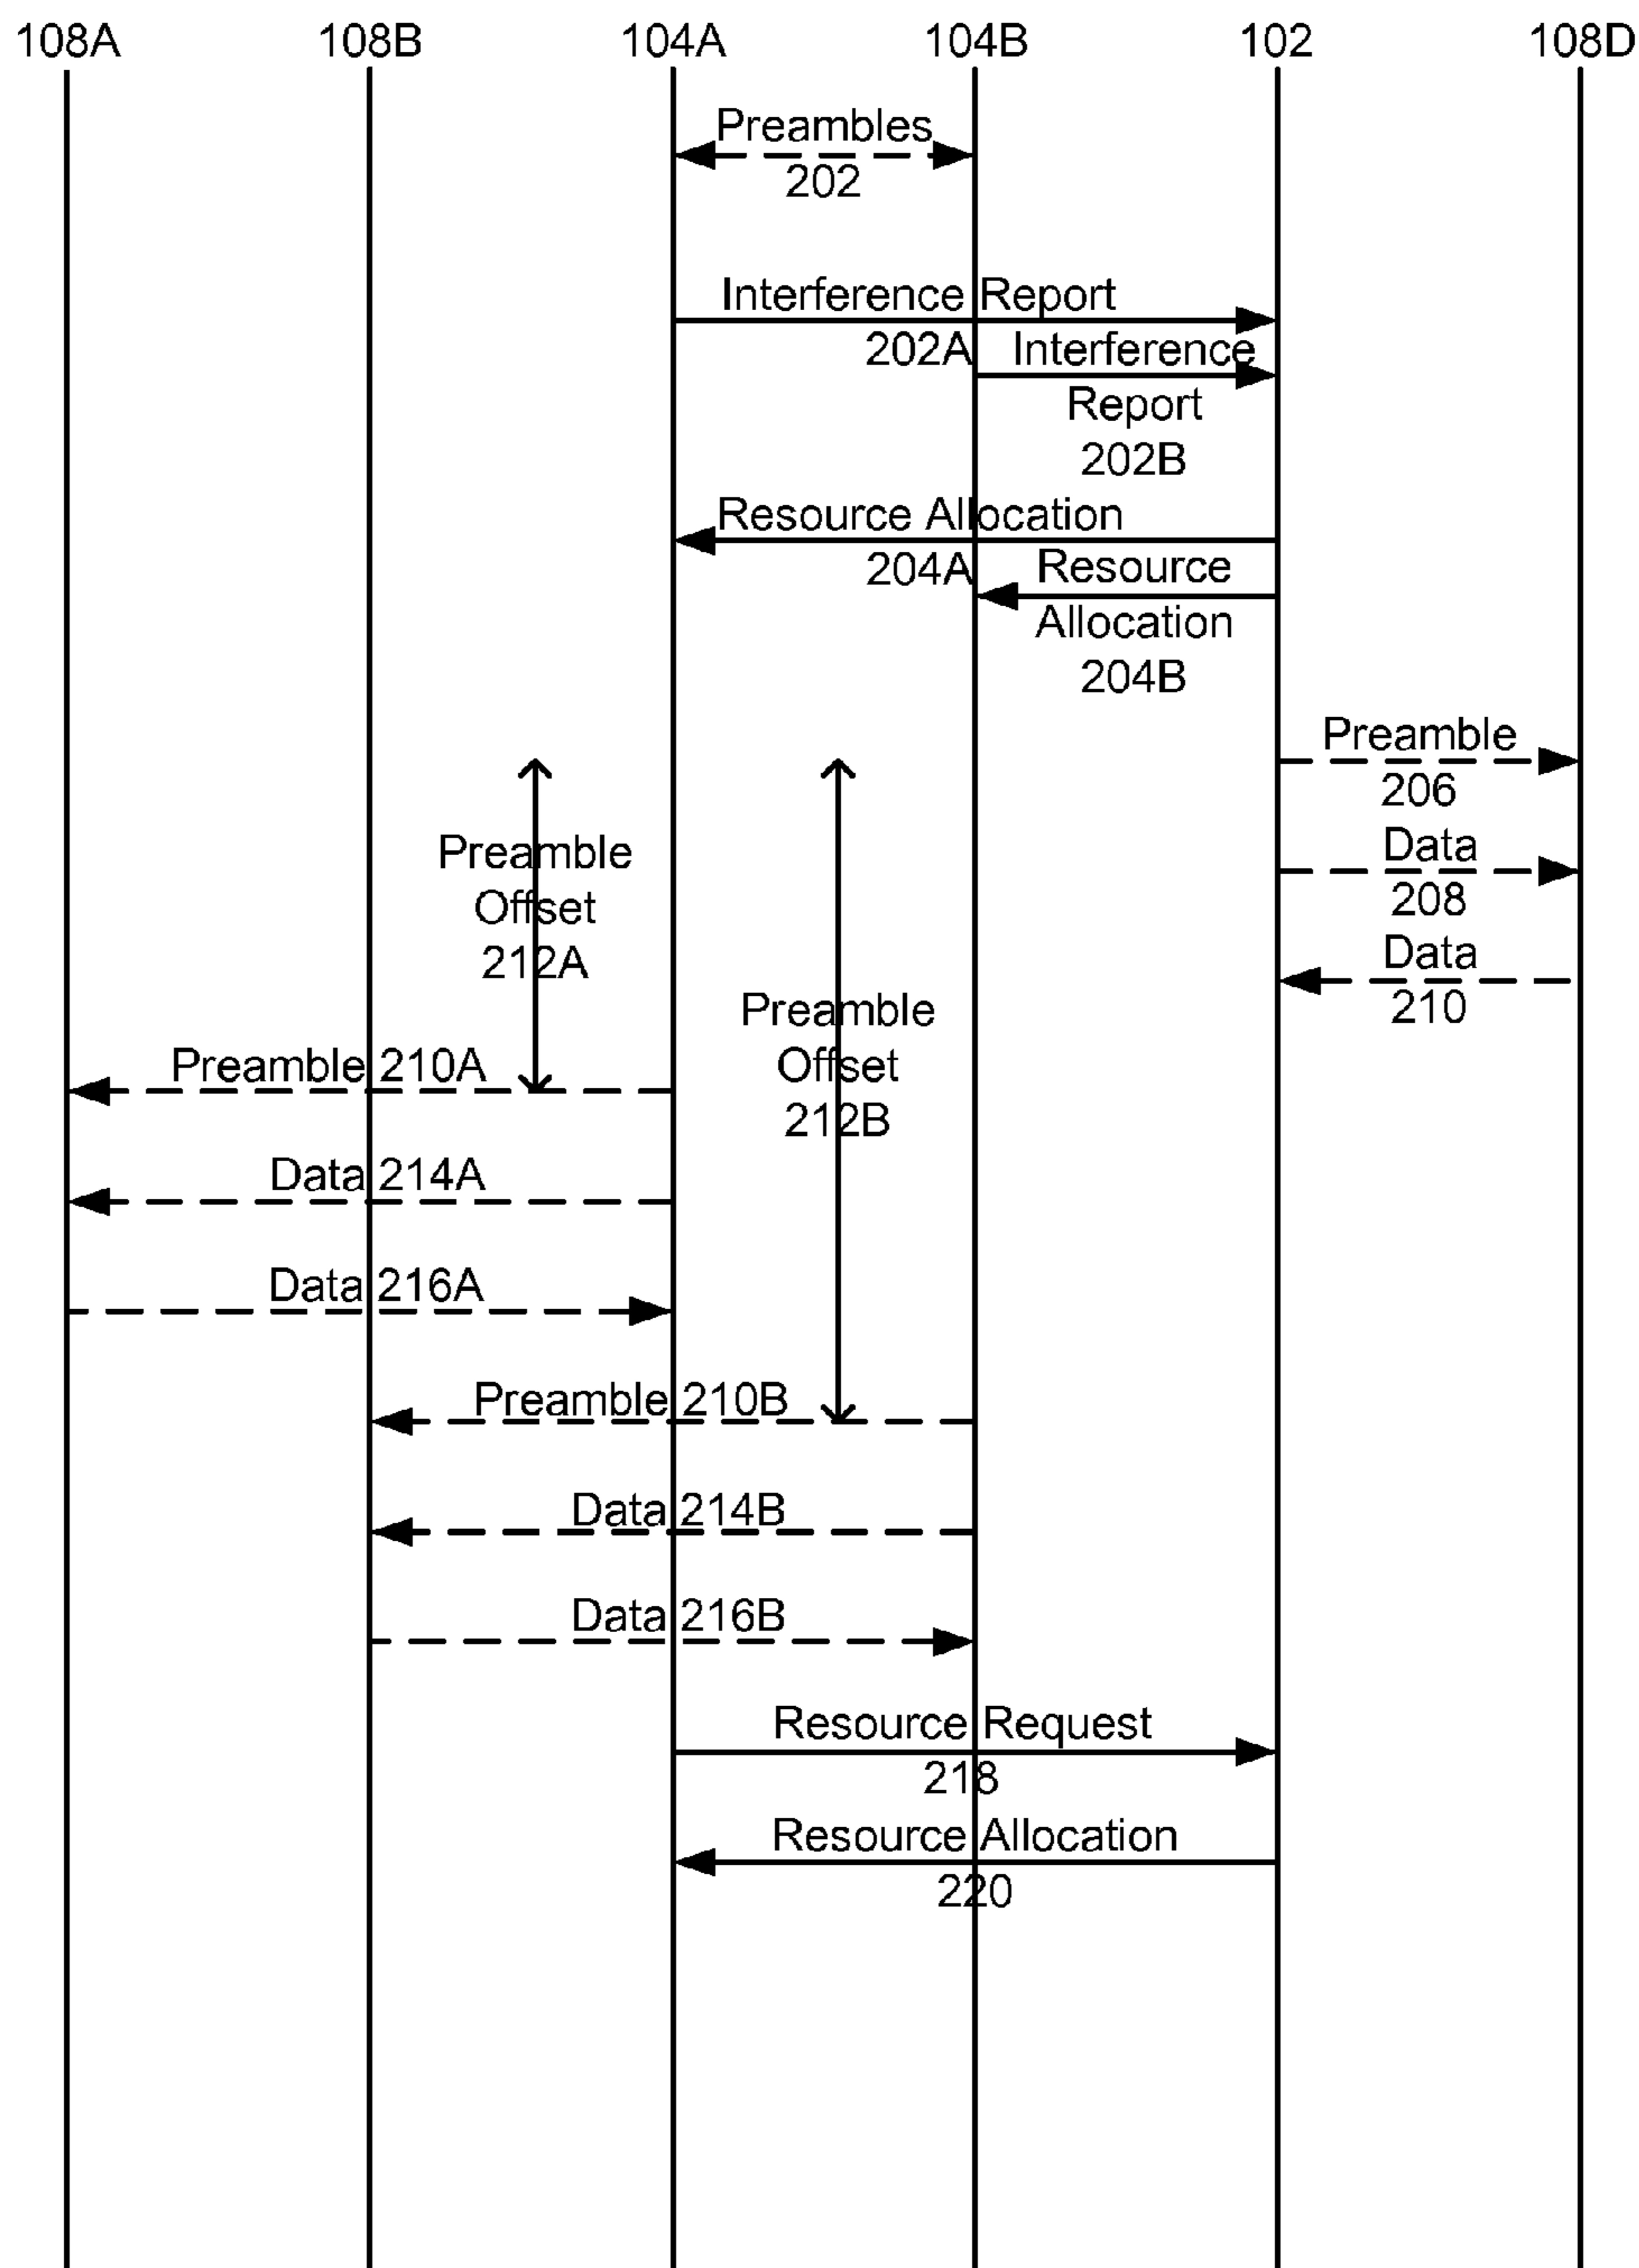 108A 108B 104A 104B 102 108D
Preambles
202
Interference Report
202A
Interference
Report
202B
Resource Allocation
204A
Resource
Allocation
204B
Preamble
206
Data
208
Data
210
Preamble
Offset
212A
Preamble
Offset
212B
Preamble 210A
Data 214A
Data 216A
Preamble 210B
Data 214B
Data 216B
Resource Request
218
Resource Allocation
220